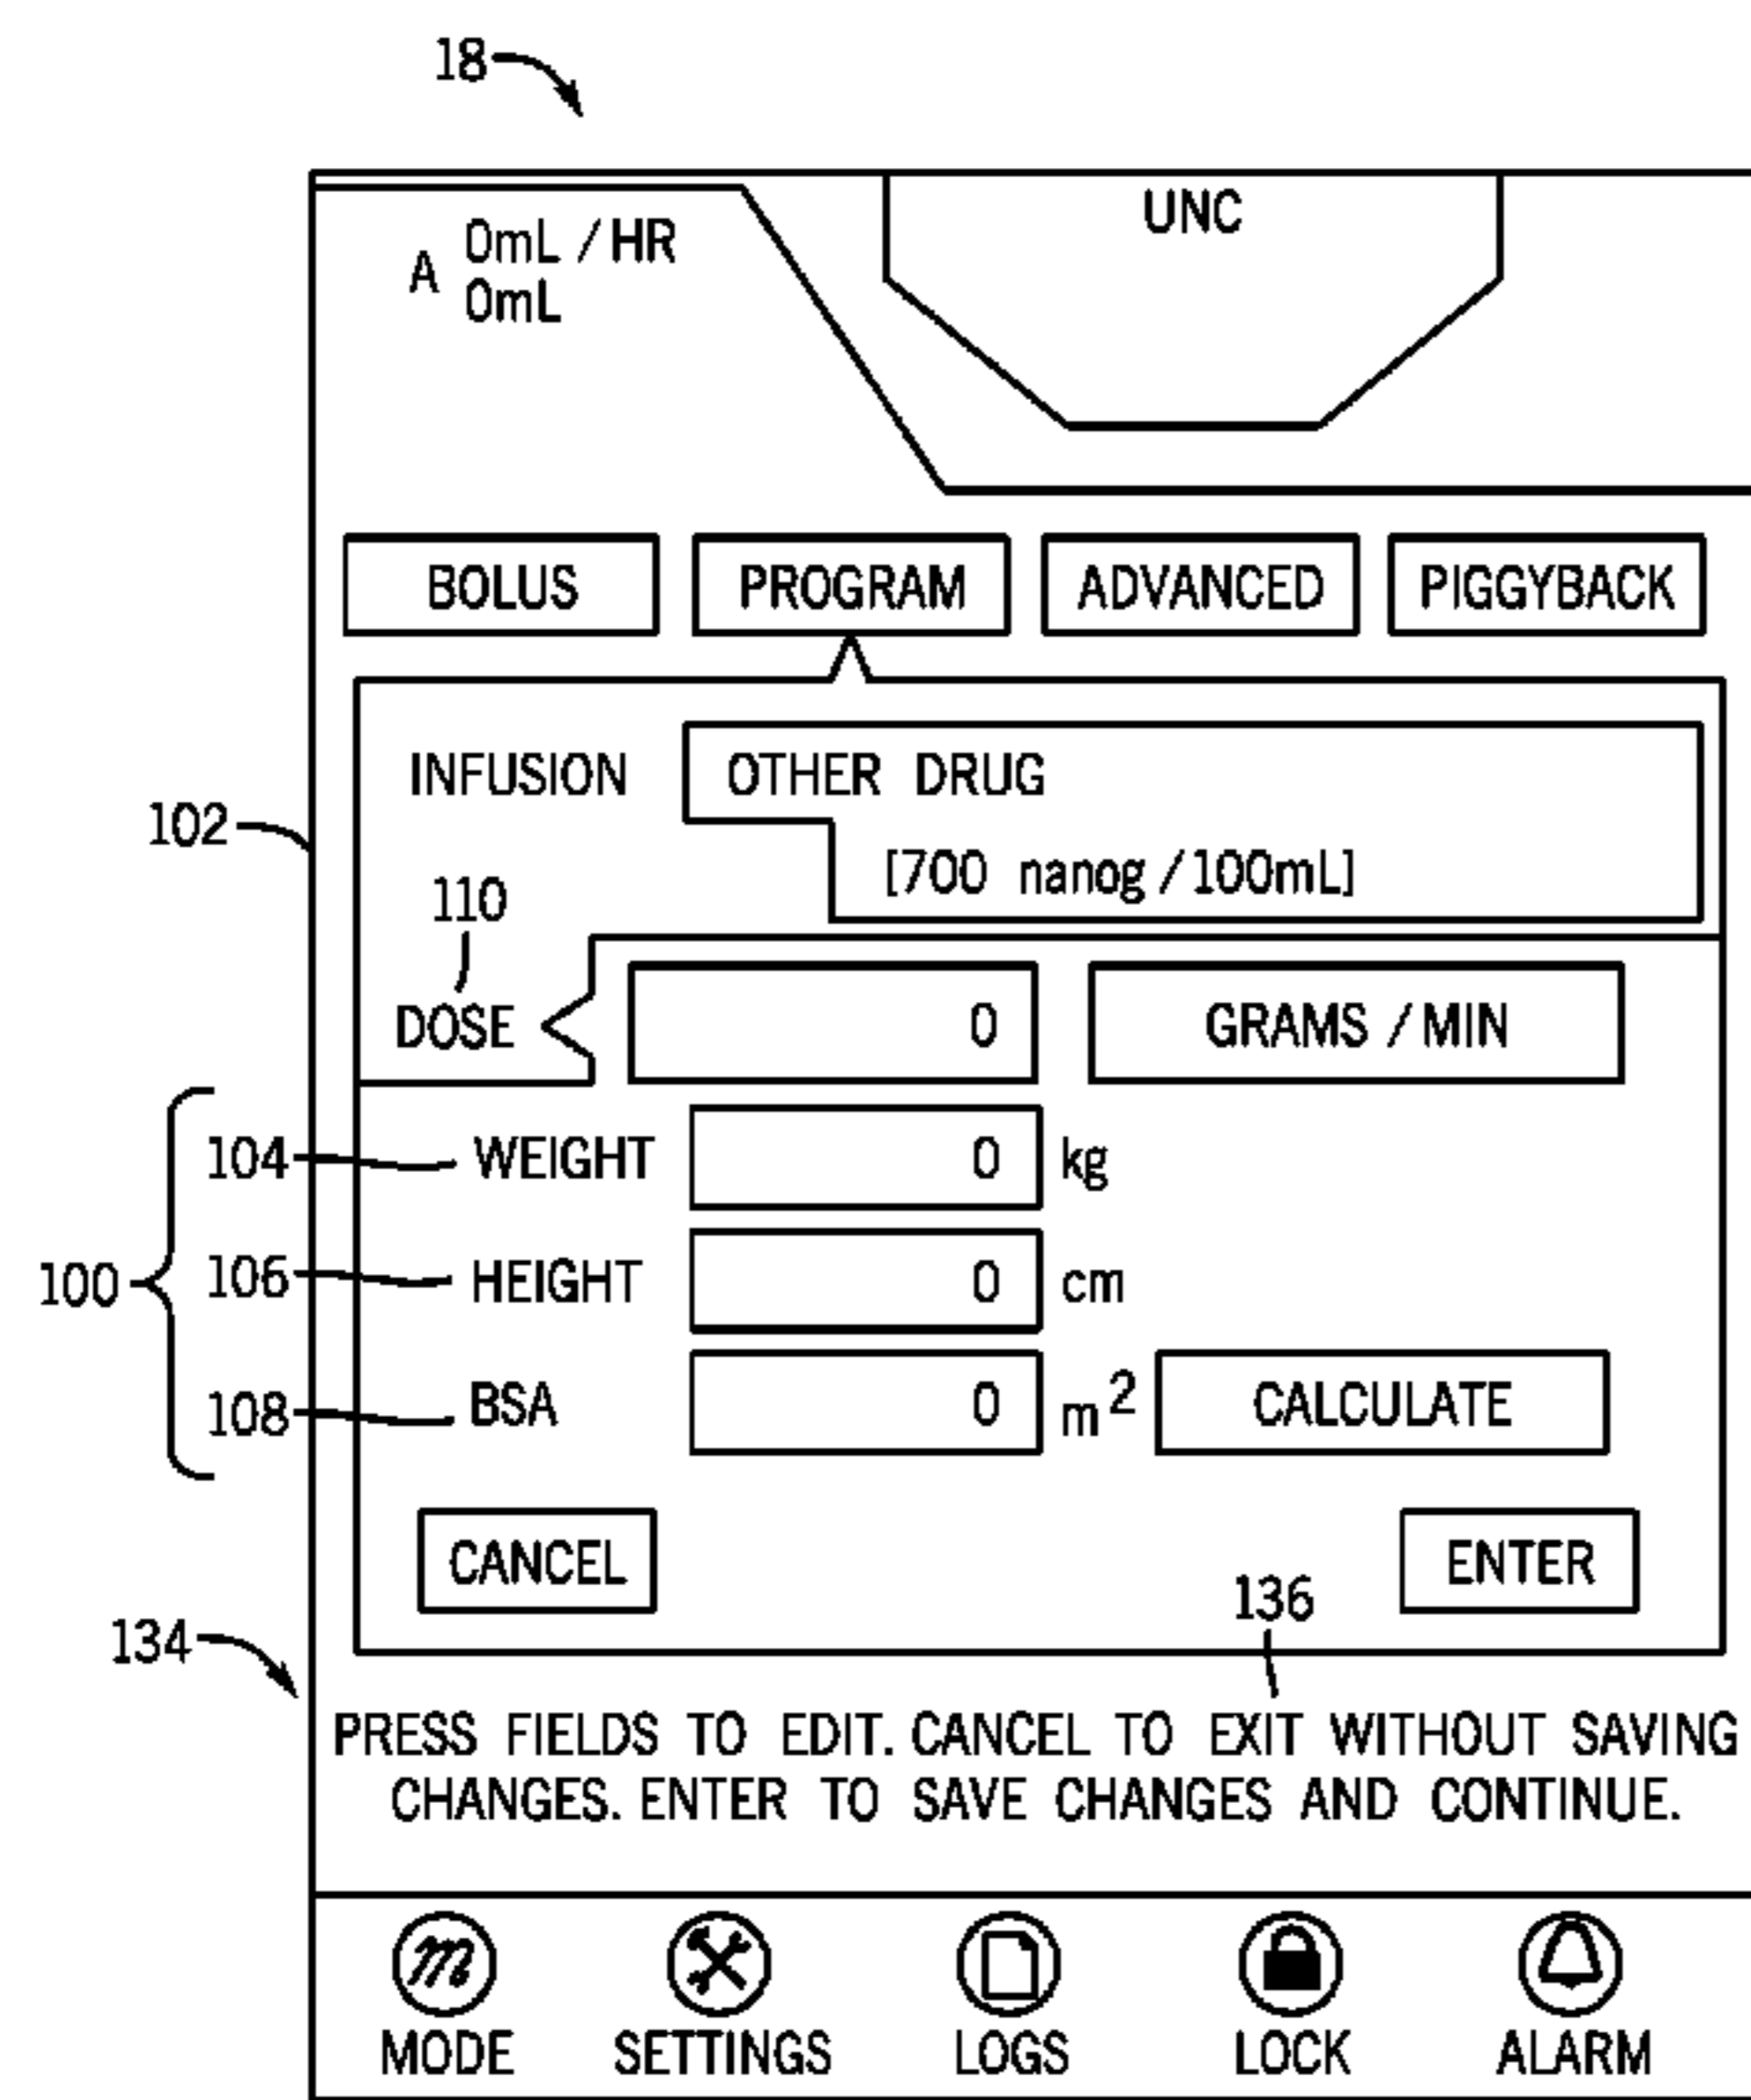 18
UNC
A 0mL / HR
0mL
BOLUS PROGRAM ADVANCED PIGGYBACK
INFUSION OTHER DRUG
102
[700 nanog / 100mL]
110
DOSE 0 GRAMS / MIN
104 WEIGHT 0 kg
100 106 HEIGHT 0 cm
108 BSA 0 m² CALCULATE
CANCEL ENTER
136
134
PRESS FIELDS TO EDIT. CANCEL TO EXIT WITHOUT SAVING
CHANGES. ENTER TO SAVE CHANGES AND CONTINUE.
m
MODE SETTINGS LOGS LOCK ALARM